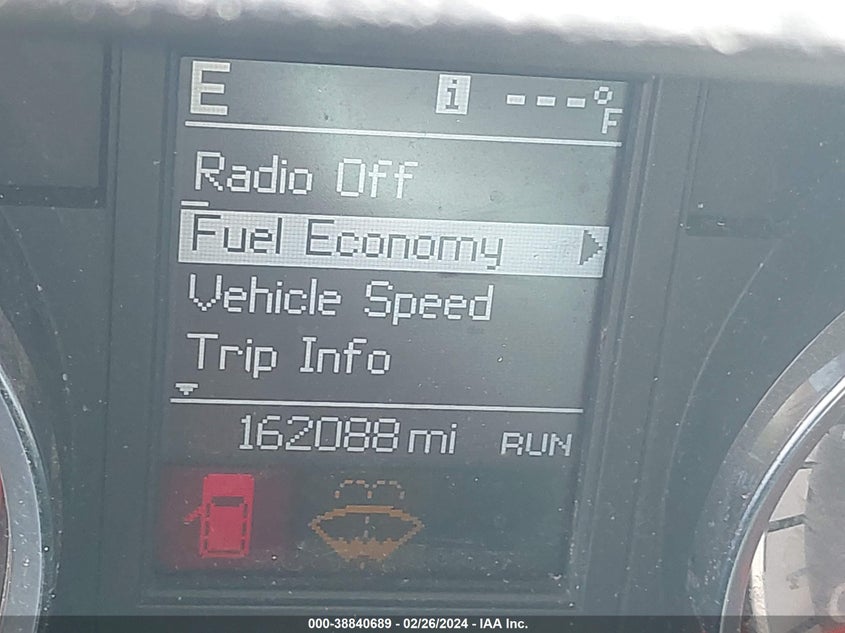 E i ---°F
Radio Off
Fuel Economy
Vehicle Speed
Trip Info
162088 mi RUN
000-38840689 - 02/26/2024 - IAA Inc.